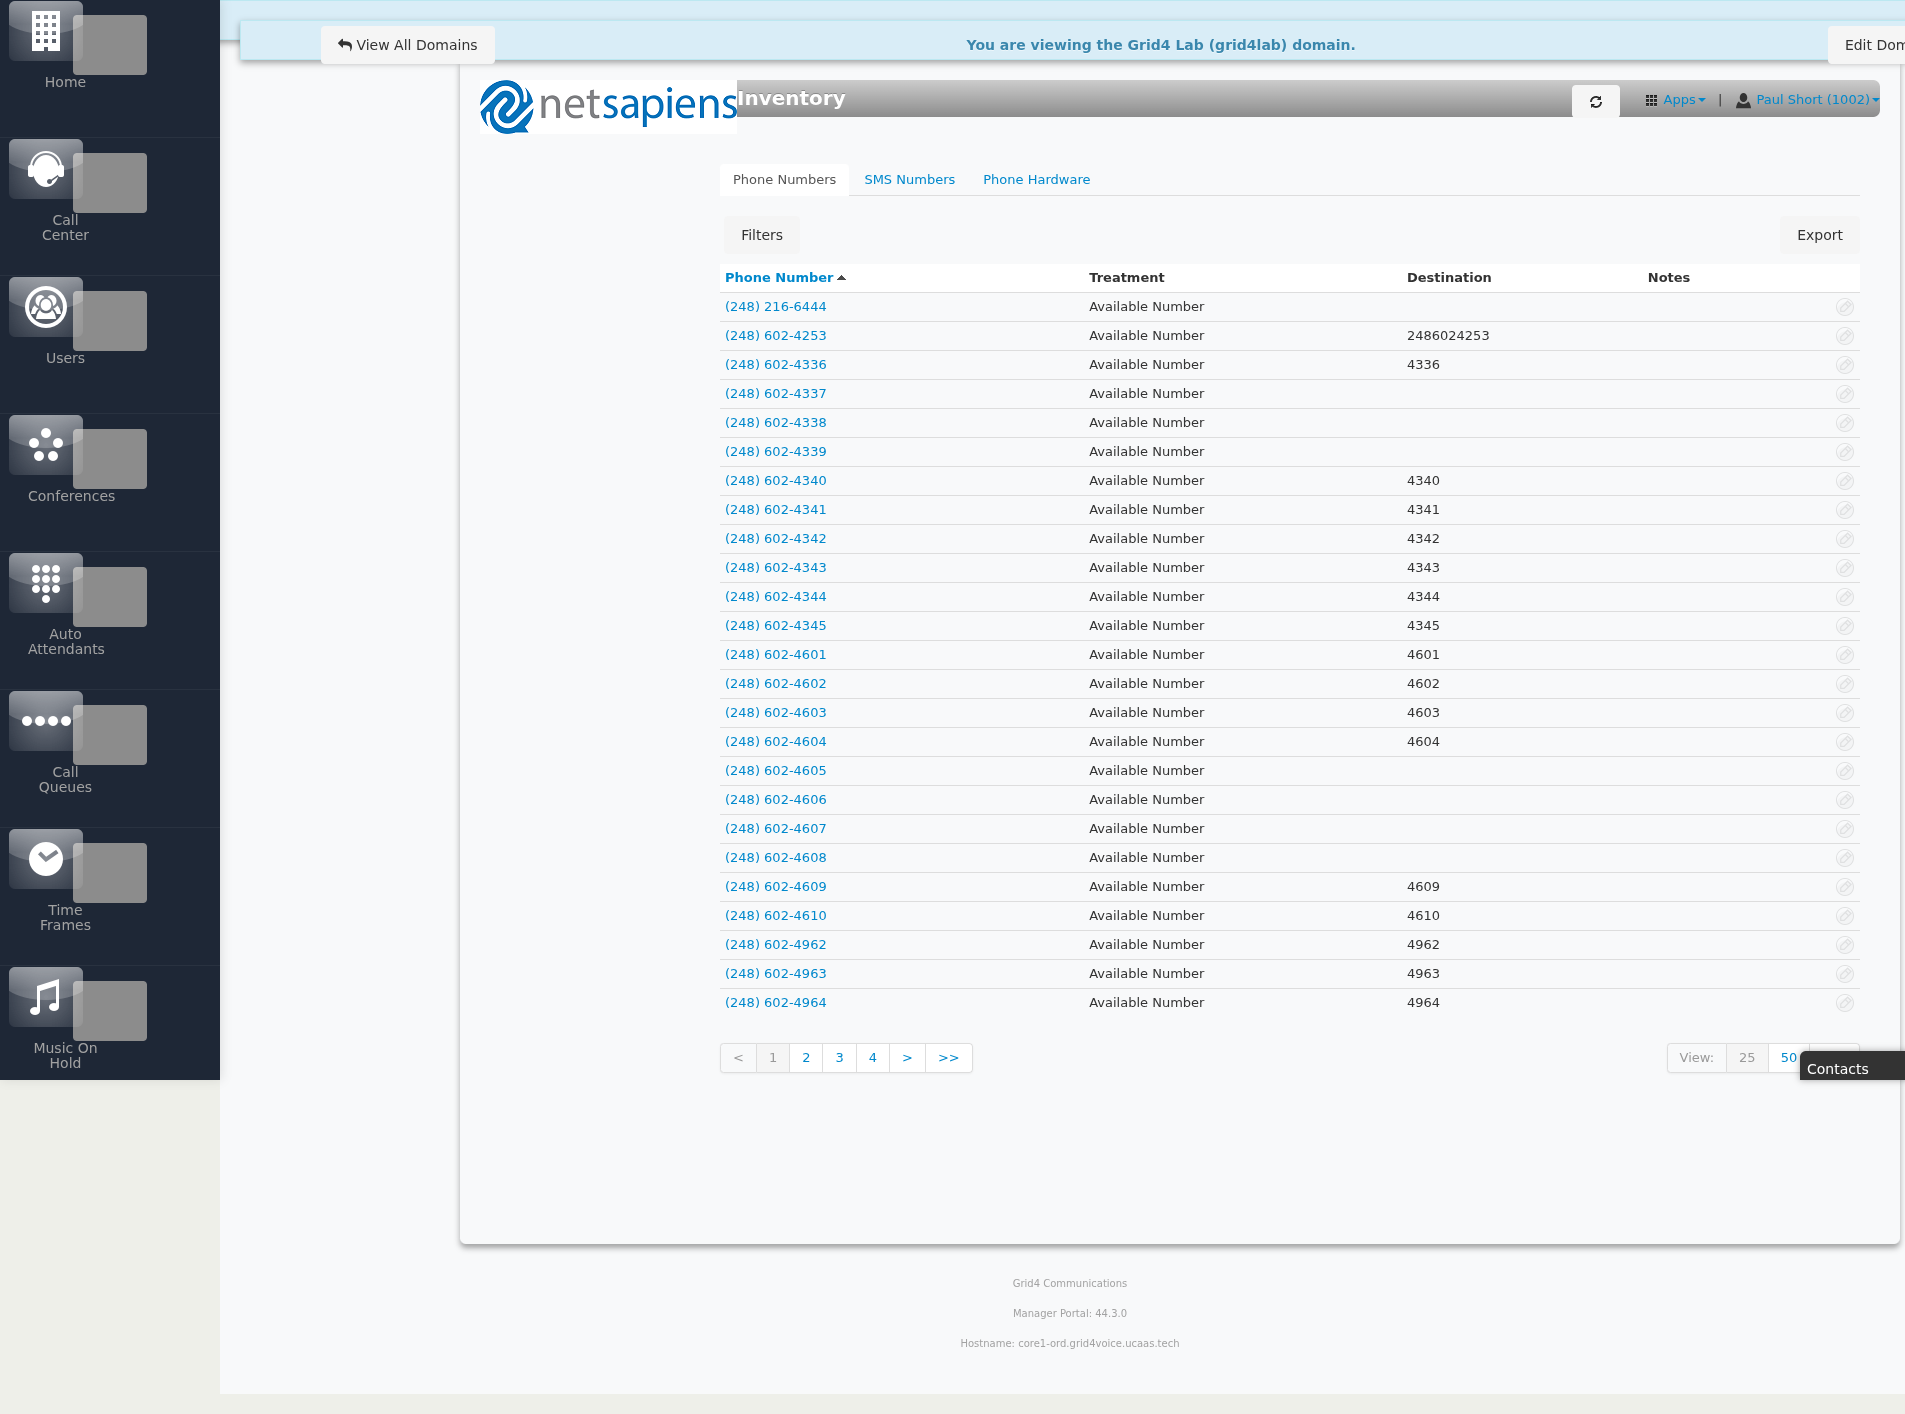 Home
Call
Center
Users
Conferences
Auto
Attendants
Call
Queues
Time
Frames
Music On
Hold
View All Domains
You are viewing the Grid4 Lab (grid4lab) domain.
Edit Dom
netsapiens
Inventory
Apps | Paul Short (1002)
Phone Numbers SMS Numbers Phone Hardware
Filters Export
Phone Number Treatment Destination Notes
(248) 216-6444 Available Number
(248) 602-4253 Available Number 2486024253
(248) 602-4336 Available Number 4336
(248) 602-4337 Available Number
(248) 602-4338 Available Number
(248) 602-4339 Available Number
(248) 602-4340 Available Number 4340
(248) 602-4341 Available Number 4341
(248) 602-4342 Available Number 4342
(248) 602-4343 Available Number 4343
(248) 602-4344 Available Number 4344
(248) 602-4345 Available Number 4345
(248) 602-4601 Available Number 4601
(248) 602-4602 Available Number 4602
(248) 602-4603 Available Number 4603
(248) 602-4604 Available Number 4604
(248) 602-4605 Available Number
(248) 602-4606 Available Number
(248) 602-4607 Available Number
(248) 602-4608 Available Number
(248) 602-4609 Available Number 4609
(248) 602-4610 Available Number 4610
(248) 602-4962 Available Number 4962
(248) 602-4963 Available Number 4963
(248) 602-4964 Available Number 4964
< 1 2 3 4 > >> View: 25 50
Contacts
Grid4 Communications
Manager Portal: 44.3.0
Hostname: core1-ord.grid4voice.ucaas.tech